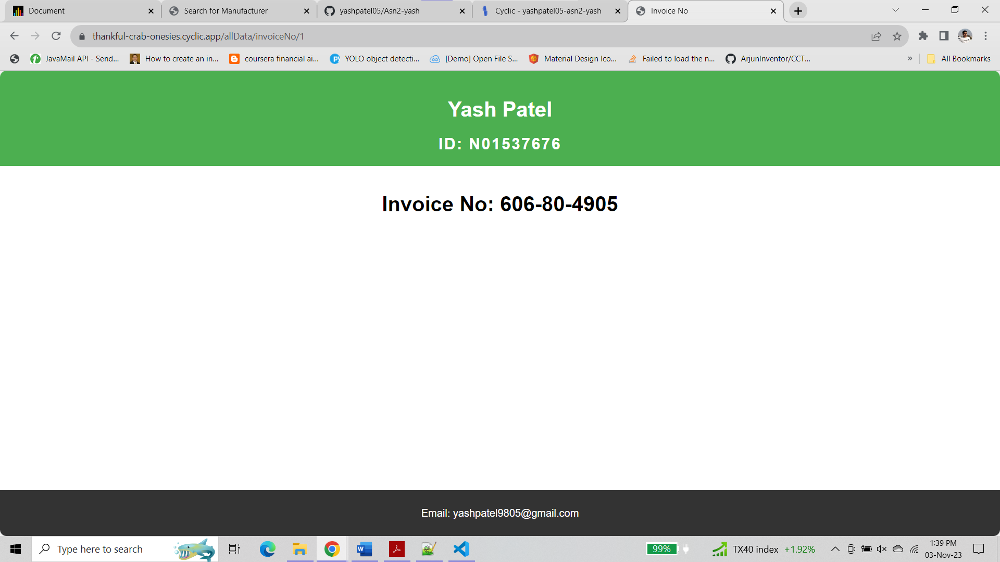 Document
Search for Manufacturer
yashpatel05/Asn2-yash
Cyclic - yashpatel05-asn2-yash
Invoice No
thankful-crab-onesies.cyclic.app/allData/invoiceNo/1
JavaMail API - Send...
How to create an in...
coursera financial ai...
YOLO object detecti...
[Demo] Open File S...
Material Design Ico...
Failed to load the n...
ArjunInventor/CCT...
» All Bookmarks
Yash Patel
ID: N01537676
Invoice No: 606-80-4905
Email: yashpatel9805@gmail.com
Type here to search
99%
TX40 index +1.92%
1:39 PM
03-Nov-23